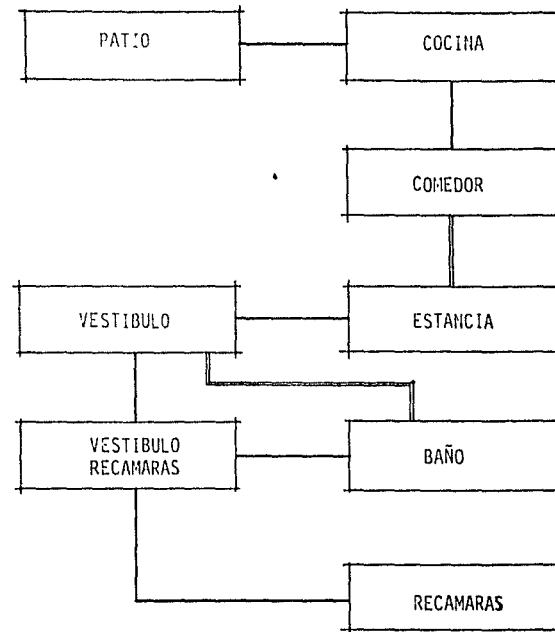 PATIO
COCINA
COMEDOR
VESTIBULO
ESTANCIA
VESTIBULO
RECAMARAS
BAÑO
RECAMARAS